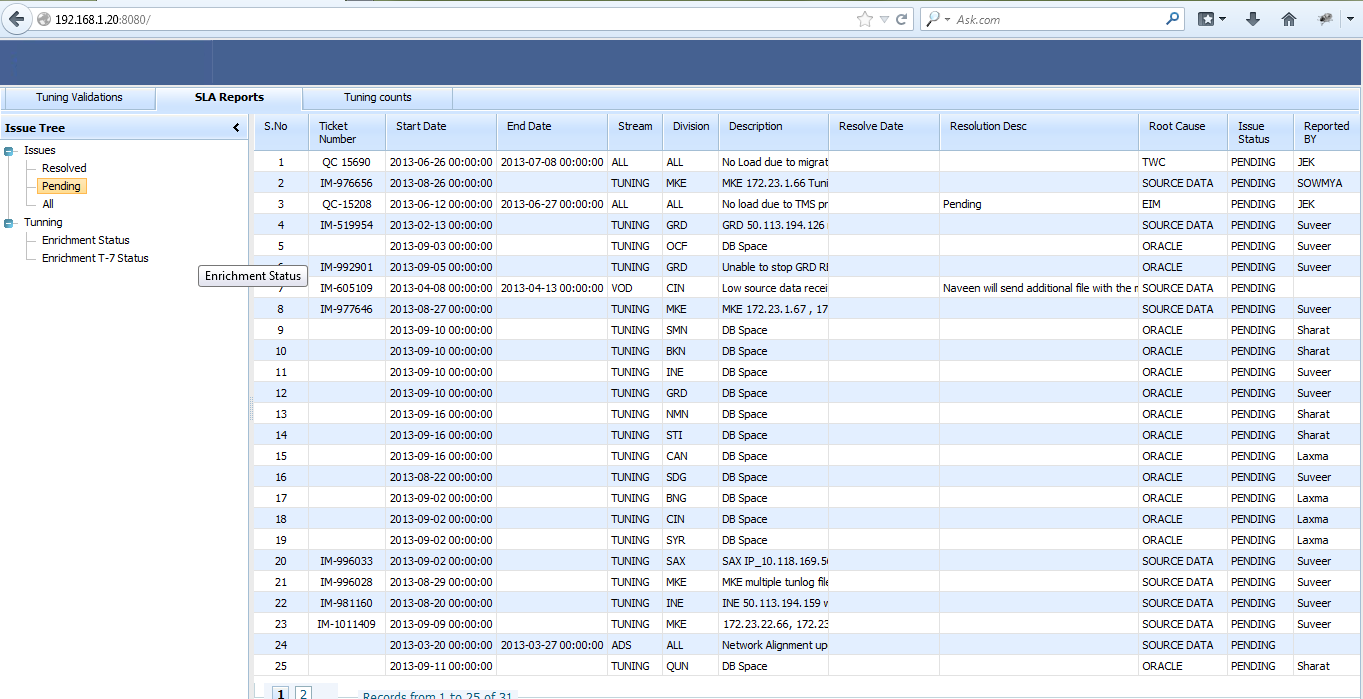 192.168.1.20:8080/
Ask.com
Tuning Validations
SLA Reports
Tuning counts
Issue Tree
Issues
Resolved
Pending
All
Tunning
Enrichment Status
Enrichment T-7 Status
Enrichment Status
S.No Ticket Number Start Date End Date Stream Division Description Resolve Date Resolution Desc Root Cause Issue Status Reported BY
1 QC 15690 2013-06-26 00:00:00 2013-07-08 00:00:00 ALL ALL No Load due to migrat TWC PENDING JEK
2 IM-976656 2013-08-26 00:00:00 TUNING MKE MKE 172.23.1.66 Tuni SOURCE DATA PENDING SOWMYA
3 QC-15208 2013-06-12 00:00:00 2013-06-27 00:00:00 ALL ALL No load due to TMS pr Pending EIM PENDING JEK
4 IM-519954 2013-02-13 00:00:00 TUNING GRD GRD 50.113.194.126 SOURCE DATA PENDING Suveer
5 2013-09-03 00:00:00 TUNING OCF DB Space ORACLE PENDING Suveer
6 IM-992901 2013-09-05 00:00:00 TUNING GRD Unable to stop GRD RE ORACLE PENDING Suveer
7 IM-605109 2013-04-08 00:00:00 2013-04-13 00:00:00 VOD CIN Low source data recei Naveen will send additional file with the r SOURCE DATA PENDING
8 IM-977646 2013-08-27 00:00:00 TUNING MKE MKE 172.23.1.67 , 17 SOURCE DATA PENDING Suveer
9 2013-09-10 00:00:00 TUNING SMN DB Space ORACLE PENDING Sharat
10 2013-09-10 00:00:00 TUNING BKN DB Space ORACLE PENDING Sharat
11 2013-09-10 00:00:00 TUNING INE DB Space ORACLE PENDING Suveer
12 2013-09-10 00:00:00 TUNING GRD DB Space ORACLE PENDING Suveer
13 2013-09-16 00:00:00 TUNING NMN DB Space ORACLE PENDING Sharat
14 2013-09-16 00:00:00 TUNING STI DB Space ORACLE PENDING Sharat
15 2013-09-16 00:00:00 TUNING CAN DB Space ORACLE PENDING Laxma
16 2013-08-22 00:00:00 TUNING SDG DB Space ORACLE PENDING Suveer
17 2013-09-02 00:00:00 TUNING BNG DB Space ORACLE PENDING Laxma
18 2013-09-02 00:00:00 TUNING CIN DB Space ORACLE PENDING Laxma
19 2013-09-02 00:00:00 TUNING SYR DB Space ORACLE PENDING Laxma
20 IM-996033 2013-09-02 00:00:00 TUNING SAX SAX IP_10.118.169.50 SOURCE DATA PENDING Suveer
21 IM-996028 2013-08-29 00:00:00 TUNING MKE MKE multiple tunlog file SOURCE DATA PENDING Suveer
22 IM-981160 2013-08-20 00:00:00 TUNING INE INE 50.113.194.159 w SOURCE DATA PENDING Suveer
23 IM-1011409 2013-09-09 00:00:00 TUNING MKE 172.23.22.66, 172.23 SOURCE DATA PENDING Suveer
24 2013-03-20 00:00:00 2013-03-27 00:00:00 ADS ALL Network Alignment up SOURCE DATA PENDING
25 2013-09-11 00:00:00 TUNING QUN DB Space ORACLE PENDING Sharat
1 2 Records from 1 to 25 of 31